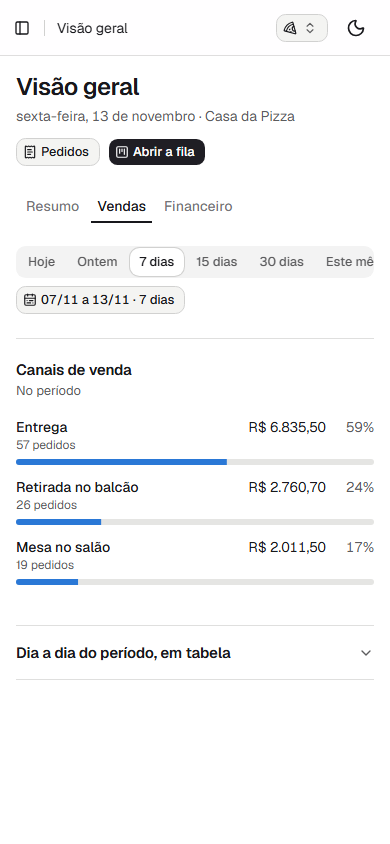 Visão geral
Visão geral
sexta-feira, 13 de novembro · Casa da Pizza
Pedidos
Abrir a fila
Resumo Vendas Financeiro
Hoje Ontem 7 dias 15 dias 30 dias Este mê
07/11 a 13/11 · 7 dias
Canais de venda
No período
Entrega R$ 6.835,50 59%
57 pedidos
Retirada no balcão R$ 2.760,70 24%
26 pedidos
Mesa no salão R$ 2.011,50 17%
19 pedidos
Dia a dia do período, em tabela